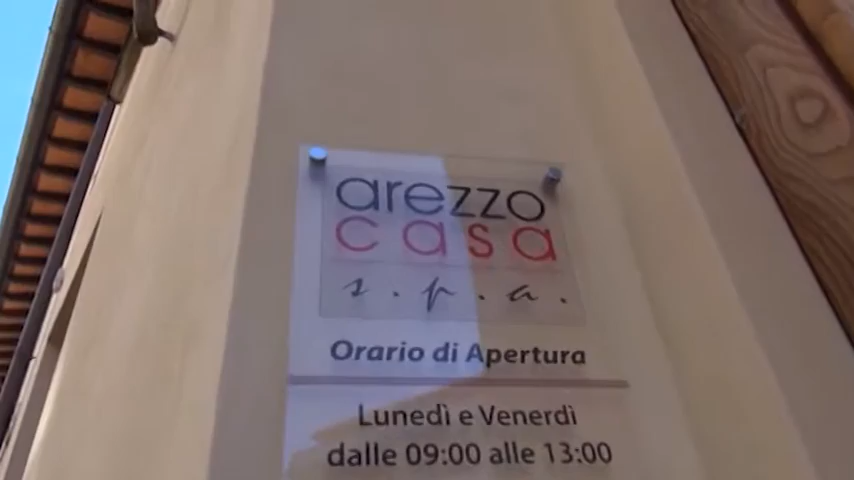 arezzo
casa
s.p.a.
Orario di Apertura
Lunedì e Venerdì
dalle 09:00 alle 13:00